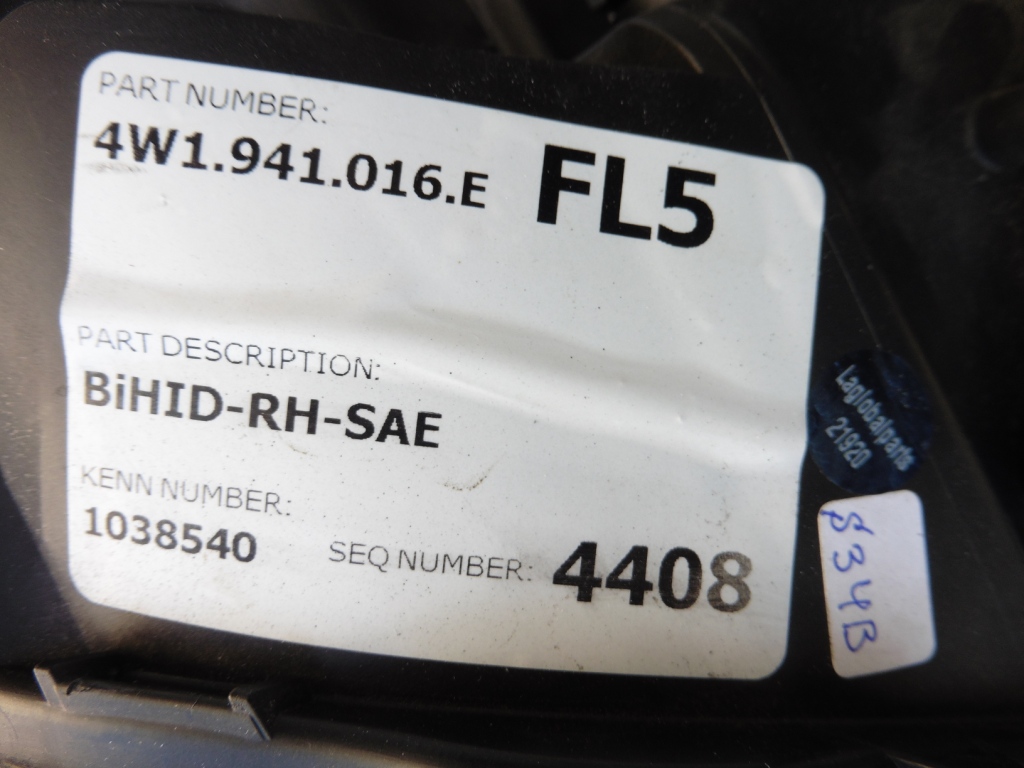 PART NUMBER:
4W1.941.016.E FL5
PART DESCRIPTION:
BiHID-RH-SAE
KENN NUMBER:
1038540 SEQ NUMBER: 4408
Laglobalparts
21920
834B